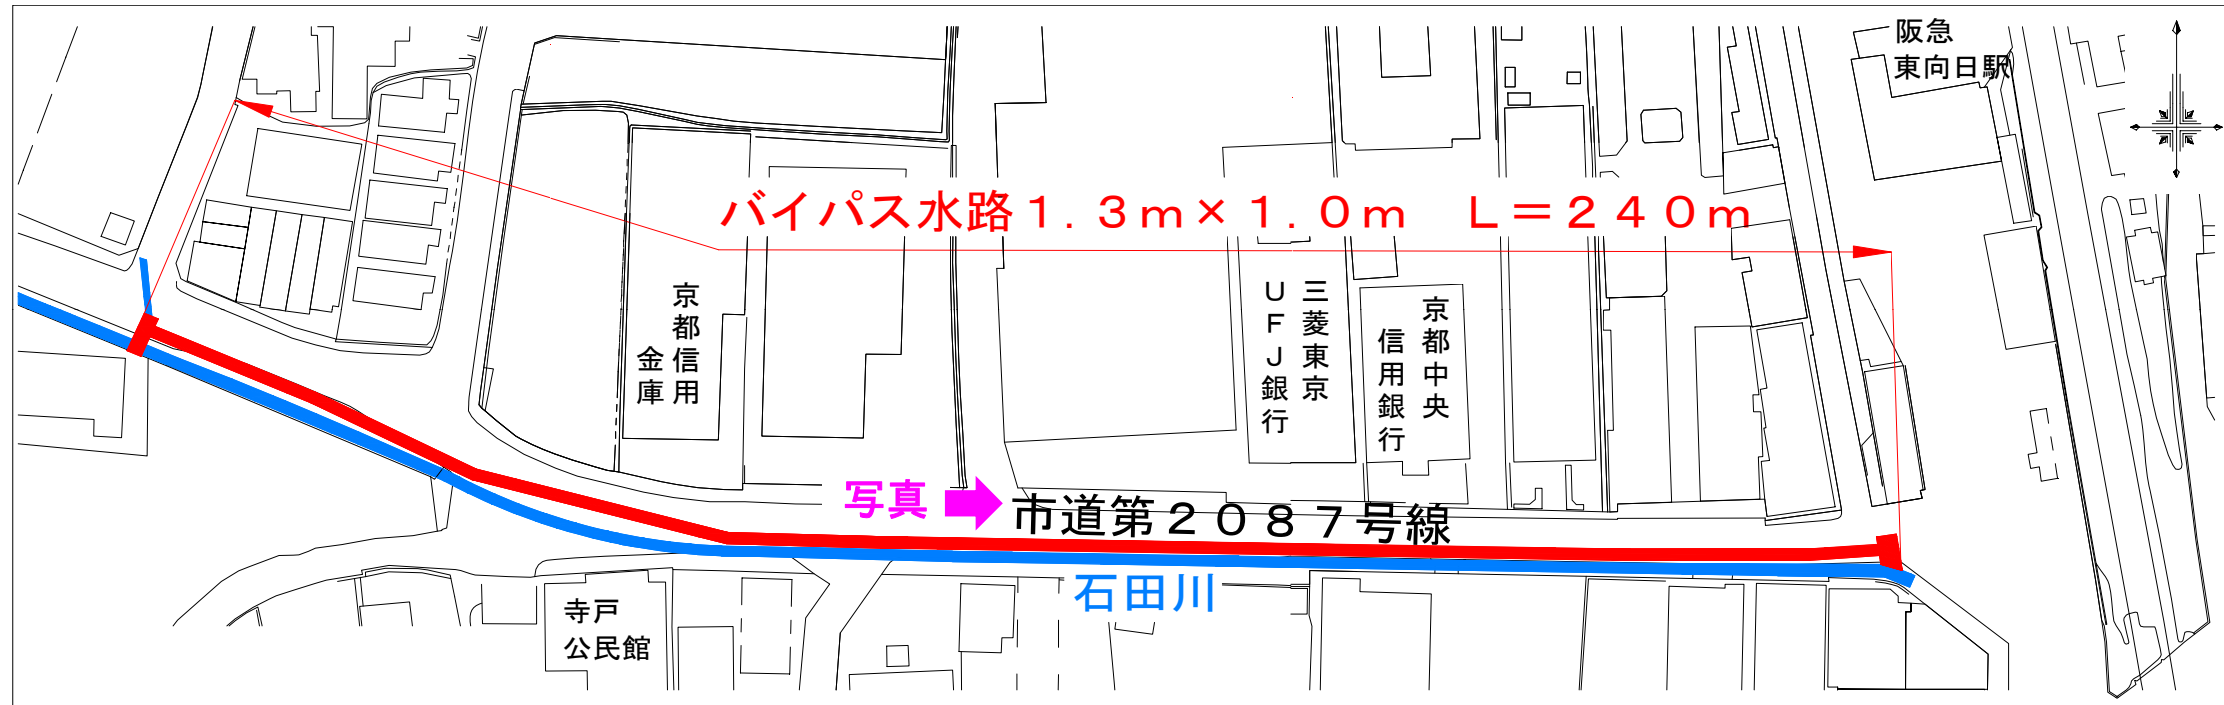 阪急
東向日駅
バイパス水路１．３ｍ×１．０ｍ　Ｌ＝２４０ｍ
京都信用
金庫
三菱東京
ＵＦＪ銀行
京都中央
信用銀行
写真
市道第２０８７号線
石田川
寺戸
公民館